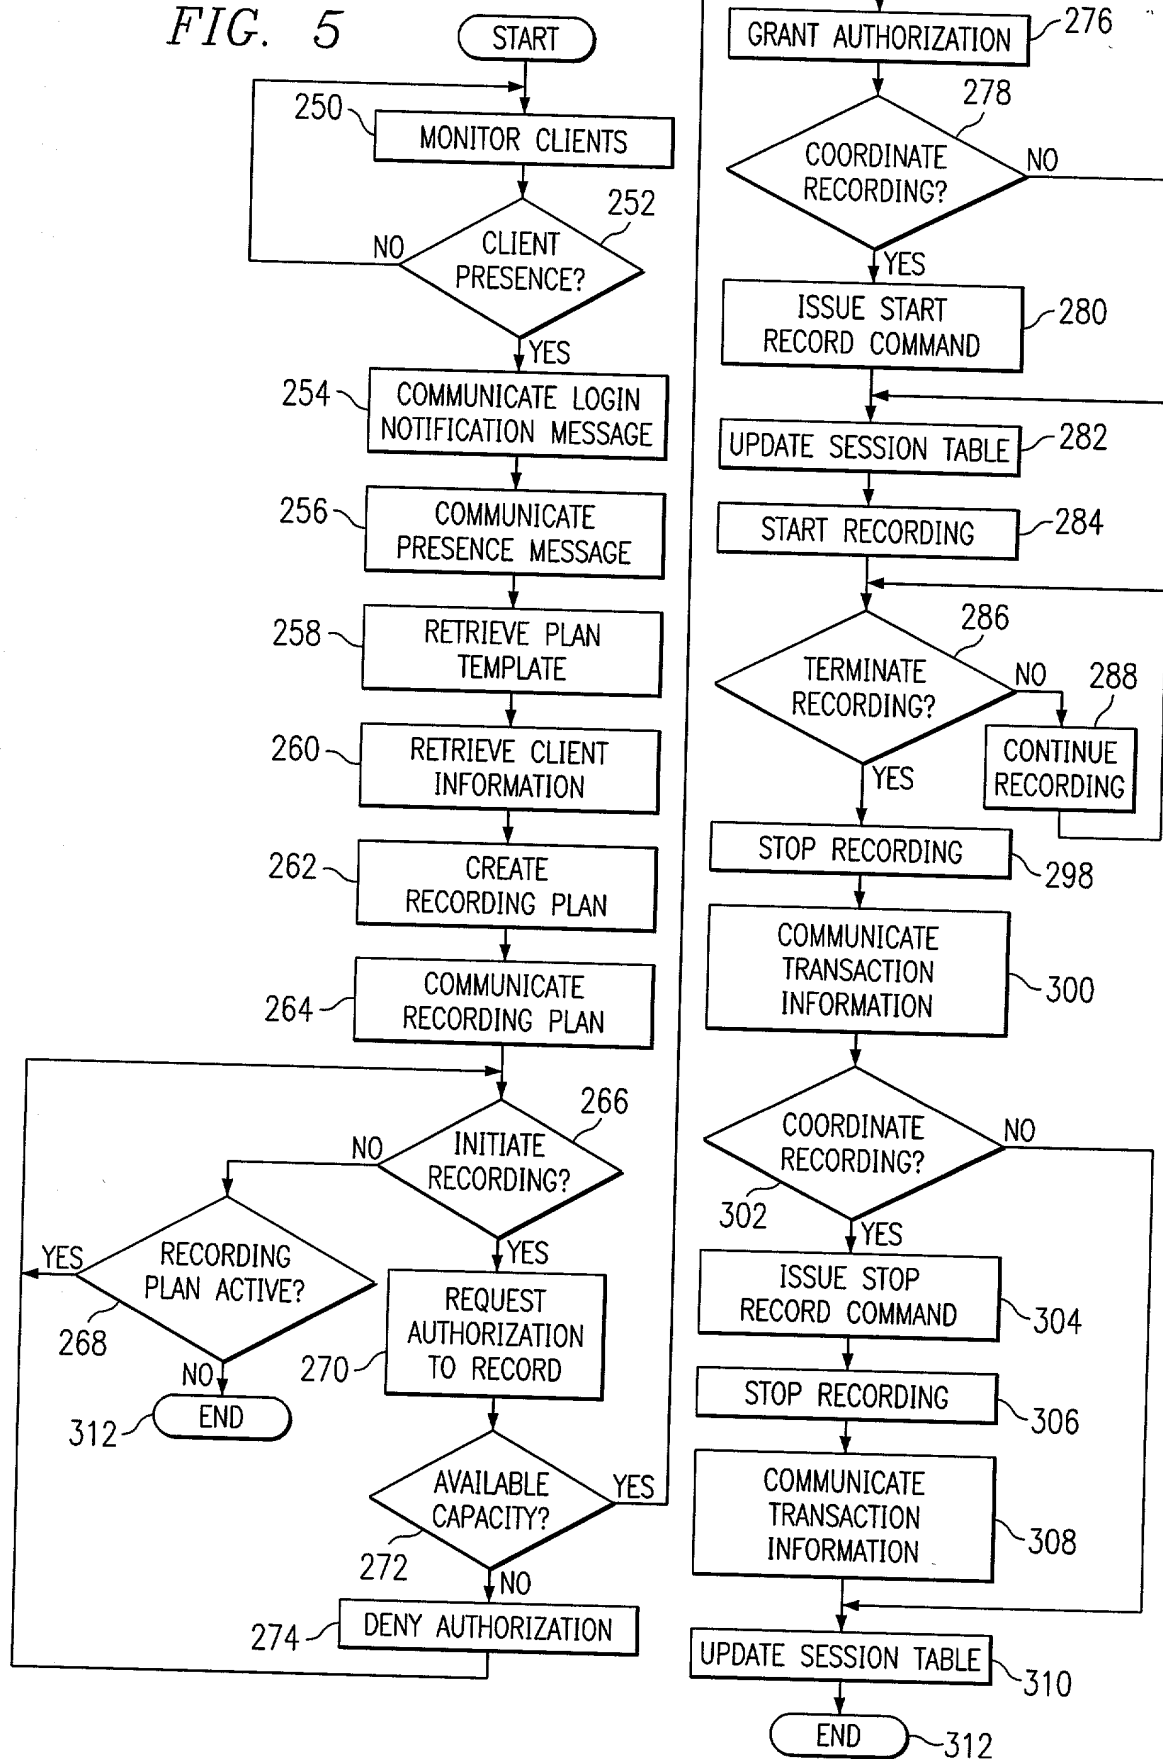 FIG. 5
START
250
MONITOR CLIENTS
252
CLIENT
PRESENCE?
NO
YES
254
COMMUNICATE LOGIN
NOTIFICATION MESSAGE
256
COMMUNICATE
PRESENCE MESSAGE
258
RETRIEVE PLAN
TEMPLATE
260
RETRIEVE CLIENT
INFORMATION
262
CREATE
RECORDING PLAN
264
COMMUNICATE
RECORDING PLAN
266
INITIATE
RECORDING?
NO
YES
RECORDING
PLAN ACTIVE?
YES
268
NO
END
312
REQUEST
AUTHORIZATION
TO RECORD
270
AVAILABLE
CAPACITY?
YES
272
NO
DENY AUTHORIZATION
274
GRANT AUTHORIZATION
276
278
COORDINATE
RECORDING?
NO
YES
ISSUE START
RECORD COMMAND
280
UPDATE SESSION TABLE
282
START RECORDING
284
286
TERMINATE
RECORDING?
NO
288
CONTINUE
RECORDING
YES
STOP RECORDING
298
COMMUNICATE
TRANSACTION
INFORMATION
300
COORDINATE
RECORDING?
NO
302
YES
ISSUE STOP
RECORD COMMAND
304
STOP RECORDING
306
COMMUNICATE
TRANSACTION
INFORMATION
308
UPDATE SESSION TABLE
310
END
312